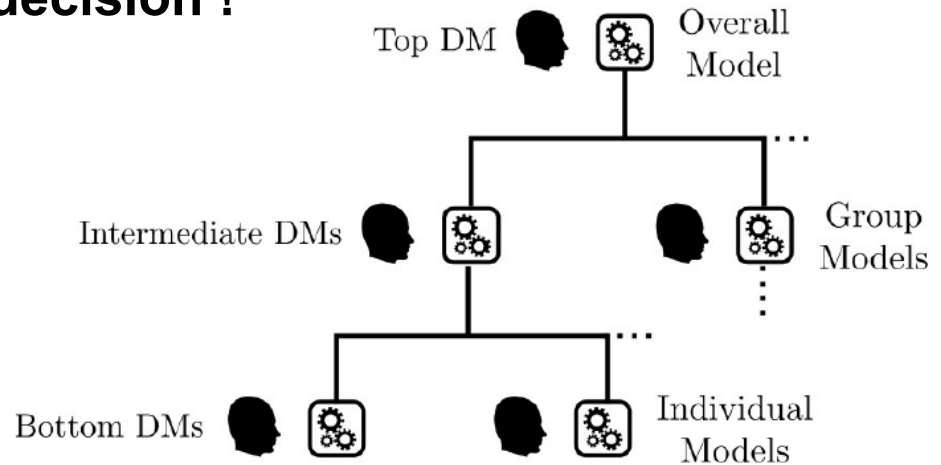 decision !
Top DM
Overall
Model
...
Intermediate DMs
Group
Models
...
Bottom DMs
Individual
Models